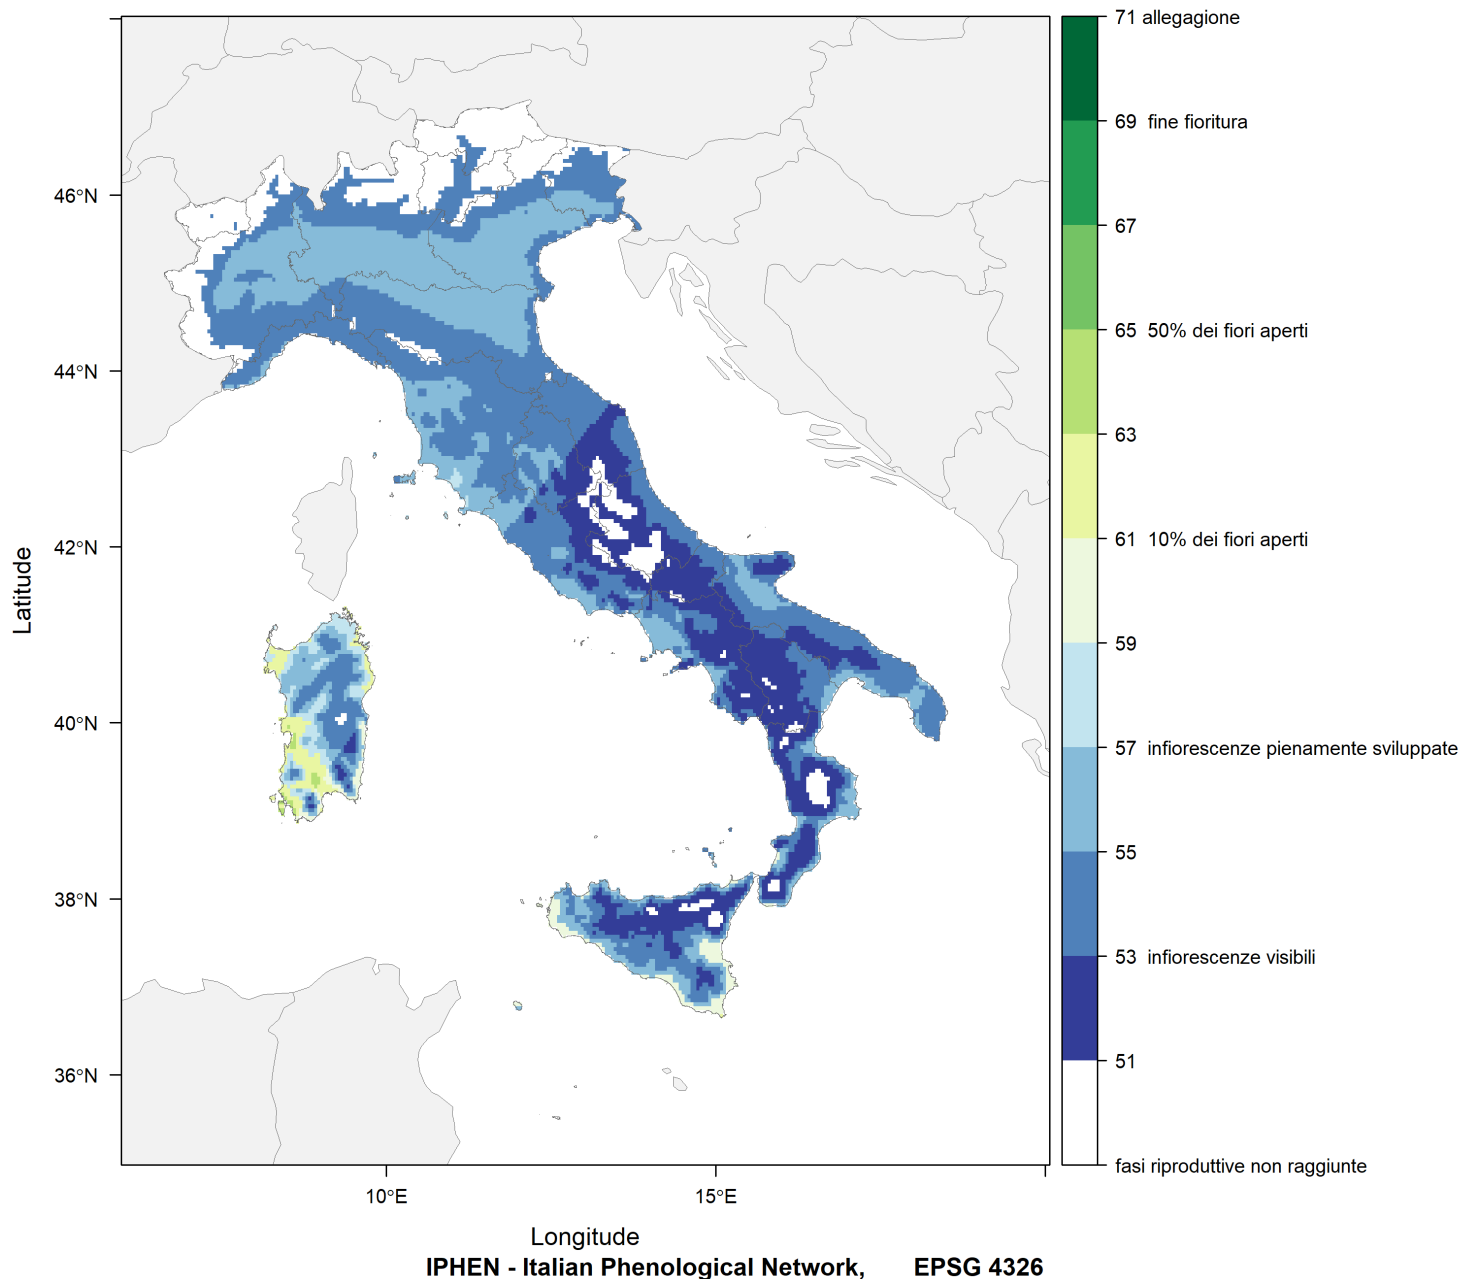 71 allegagione
69 fine fioritura
67
65 50% dei fiori aperti
63
61 10% dei fiori aperti
59
57 infiorescenze pienamente sviluppate
55
53 infiorescenze visibili
51
fasi riproduttive non raggiunte
46°N
44°N
42°N
40°N
38°N
36°N
Latitude
10°E 15°E
Longitude
IPHEN - Italian Phenological Network, EPSG 4326